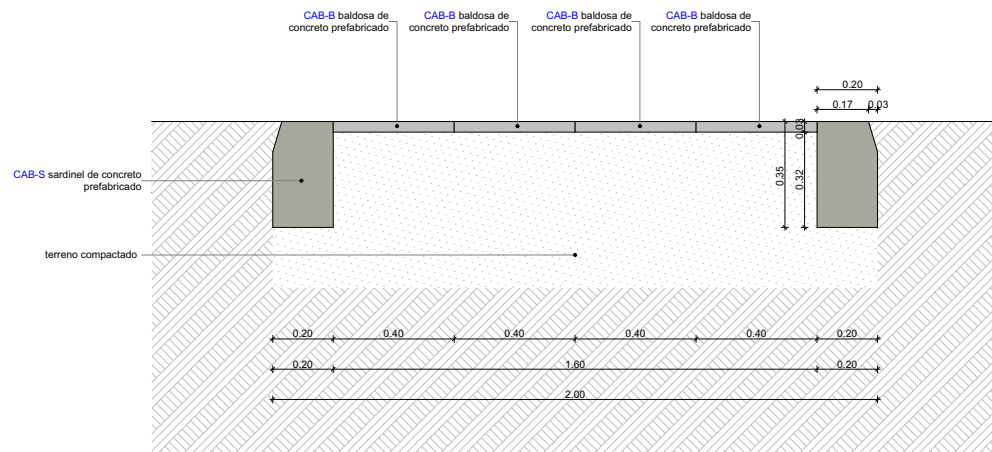 CAB-B baldosa de
concreto prefabricado
CAB-B baldosa de
concreto prefabricado
CAB-B baldosa de
concreto prefabricado
CAB-B baldosa de
concreto prefabricado
0.20
0.17
0.03
0.03
0.35
0.32
CAB-S sardinel de concreto
prefabricado
terreno compactado
0.20
0.40
0.40
0.40
0.40
0.20
0.20
1.60
0.20
2.00